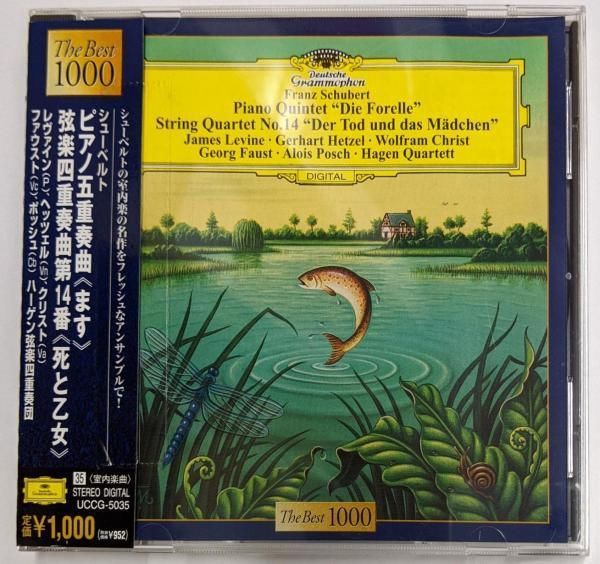 The Best
1000
シューベルト
ピアノ五重奏曲《ます》
弦楽四重奏曲第14番《死と乙女》
レヴァイン(P)、ヘッツェル(Vn)、クリスト(Va)
ファウスト(Vc)、ポッシュ(Cb) ハーゲン弦楽四重奏団
シューベルトの室内楽の名作をフレッシュなアンサンブルで!
35 〈室内楽曲〉
STEREO DIGITAL
UCCG-5035
定価¥1,000 (税抜¥952)
Deutsche
Grammophon
Franz Schubert
Piano Quintet “Die Forelle”
String Quartet No.14 “Der Tod und das Mädchen”
James Levine · Gerhart Hetzel · Wolfram Christ
Georg Faust · Alois Posch · Hagen Quartett
DIGITAL
The Best 1000